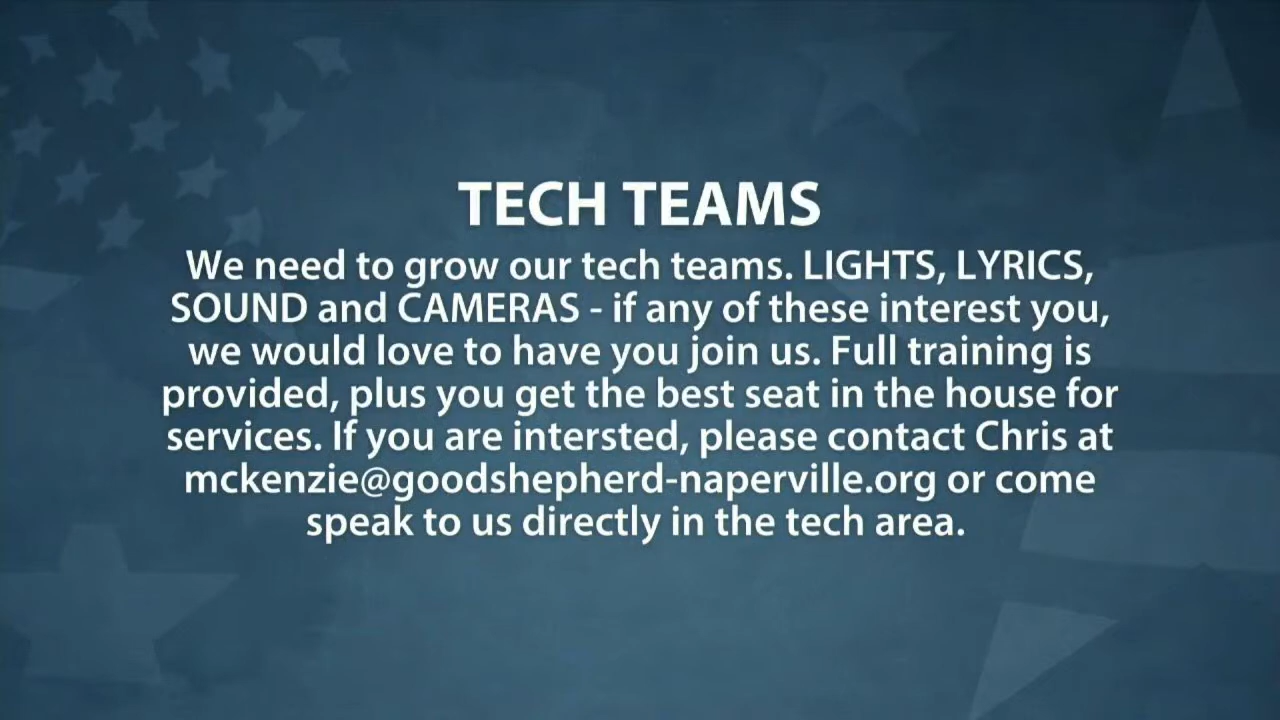 TECH TEAMS
We need to grow our tech teams. LIGHTS, LYRICS,
SOUND and CAMERAS - if any of these interest you,
we would love to have you join us. Full training is
provided, plus you get the best seat in the house for
services. If you are intersted, please contact Chris at
mckenzie@goodshepherd-naperville.org or come
speak to us directly in the tech area.